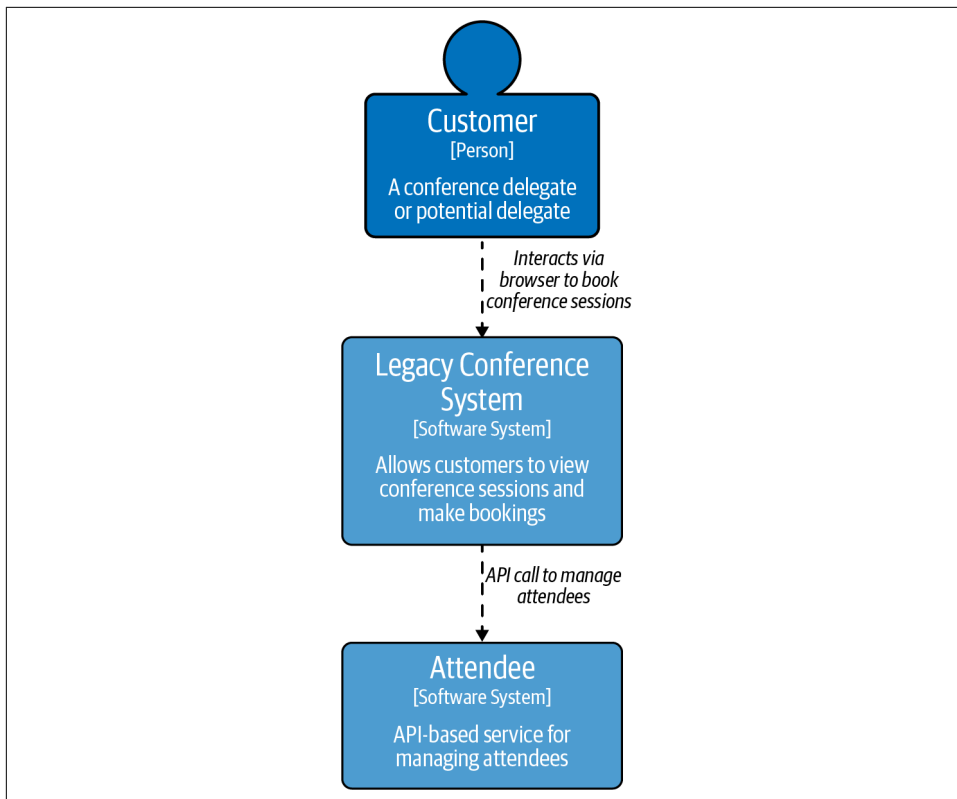 Customer
[Person]
A conference delegate
or potential delegate
Interacts via
browser to book
conference sessions
Legacy Conference
System
[Software System]
Allows customers to view
conference sessions and
make bookings
API call to manage
attendees
Attendee
[Software System]
API-based service for
managing attendees